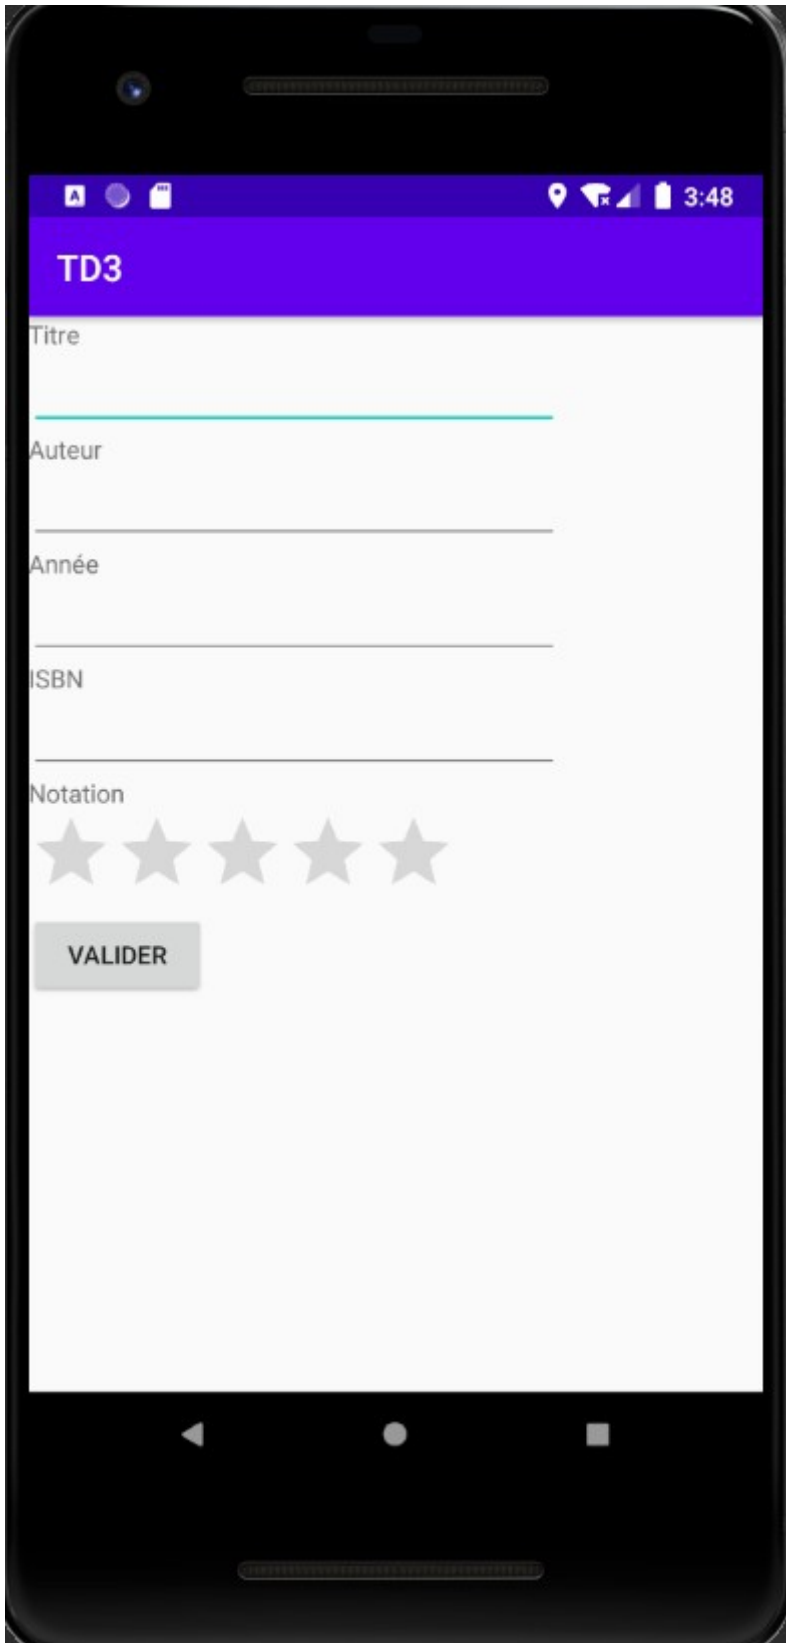 A 3:48
TD3
Titre
Auteur
Année
ISBN
Notation
VALIDER